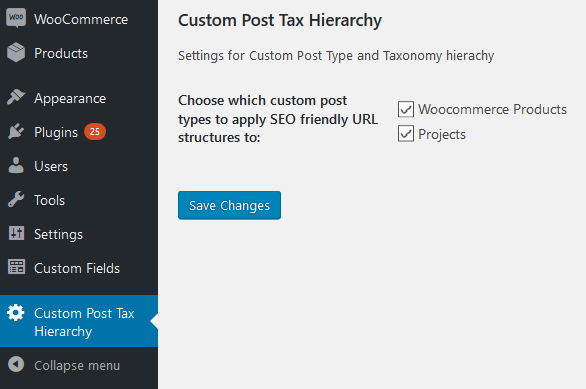 WOO
WooCommerce
Products
Appearance
Plugins 25
Users
Tools
Settings
Custom Fields
Custom Post Tax
Hierarchy
Collapse menu
Custom Post Tax Hierarchy
Settings for Custom Post Type and Taxonomy hierachy
Choose which custom post
types to apply SEO friendly URL
structures to:
Woocommerce Products
Projects
Save Changes